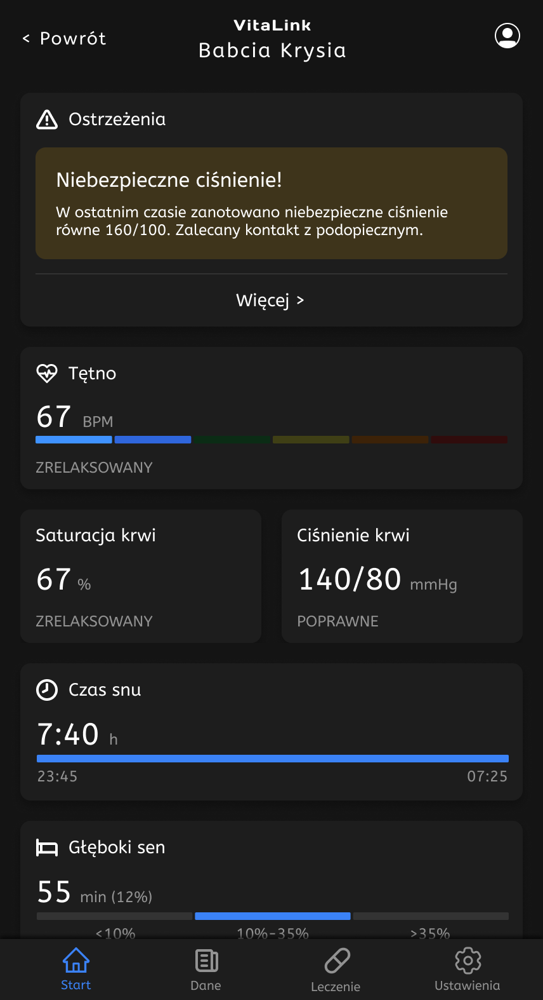 < Powrót
VitaLink
Babcia Krysia
Ostrzeżenia
Niebezpieczne ciśnienie!
W ostatnim czasie zanotowano niebezpieczne ciśnienie
równe 160/100. Zalecany kontakt z podopiecznym.
Więcej >
Tętno
67 BPM
ZRELAKSOWANY
Saturacja krwi
67 %
ZRELAKSOWANY
Ciśnienie krwi
140/80 mmHg
POPRAWNE
Czas snu
7:40 h
23:45 07:25
Głęboki sen
55 min (12%)
<10% 10%-35% >35%
Start Dane Leczenie Ustawienia